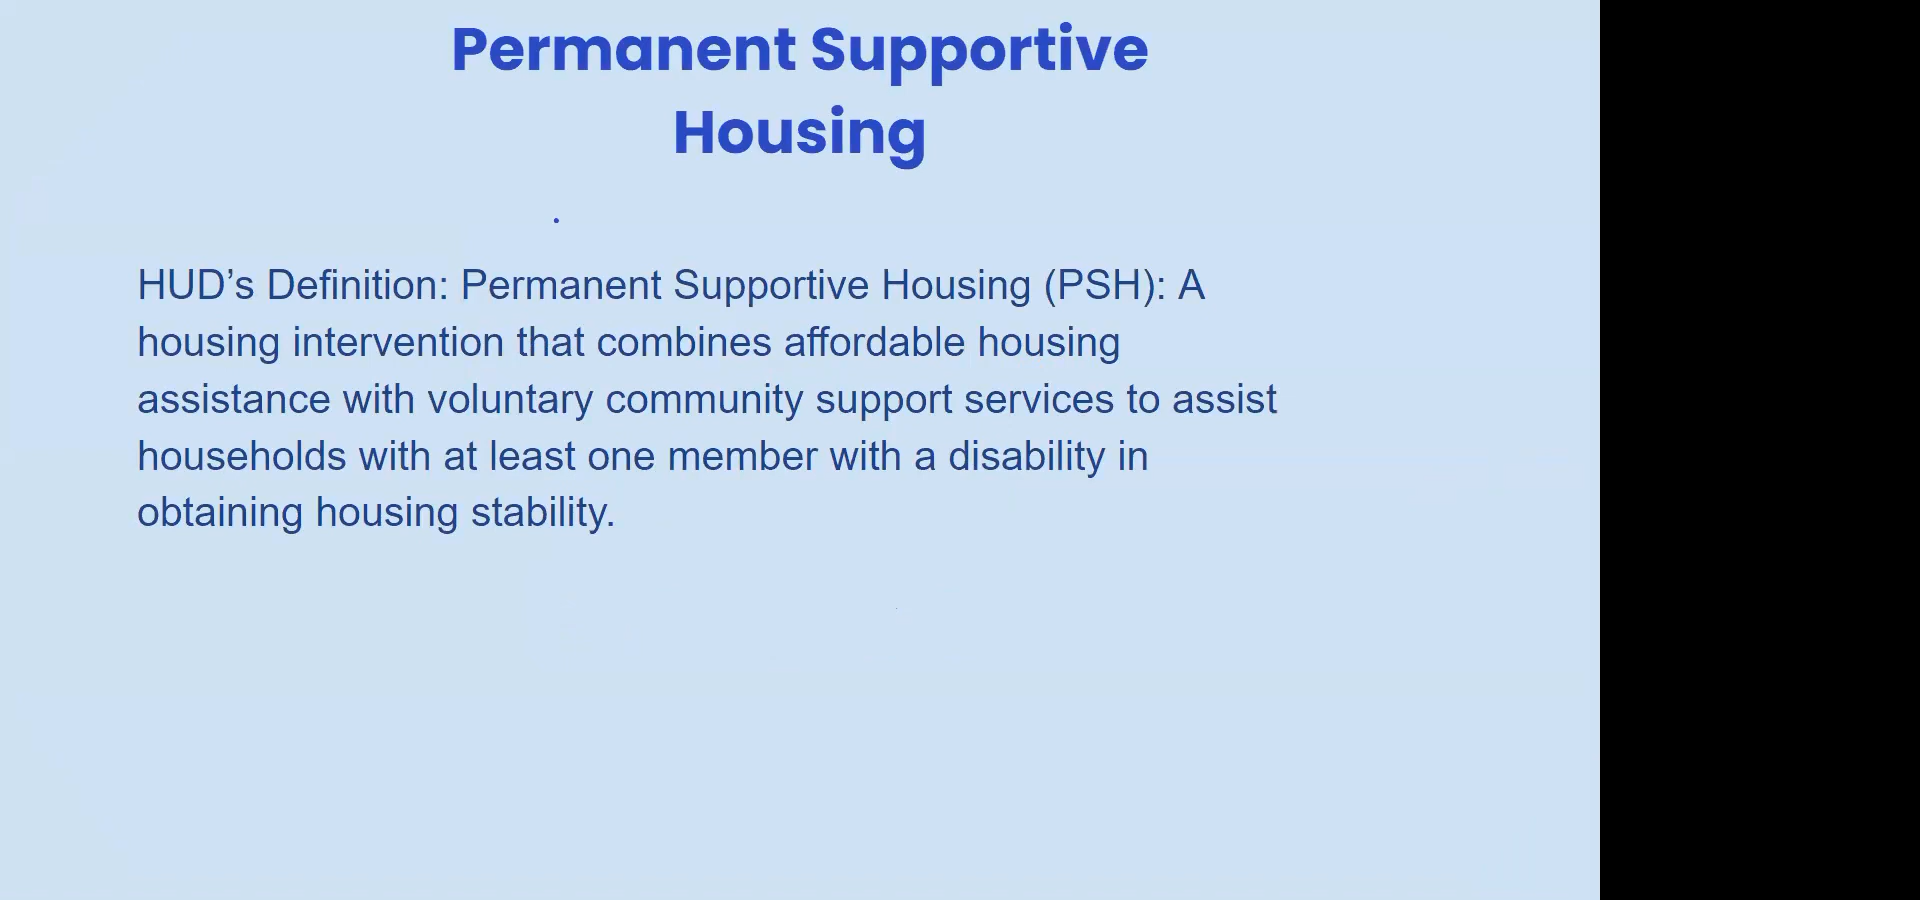 Permanent Supportive
Housing
HUD’s Definition: Permanent Supportive Housing (PSH): A
housing intervention that combines affordable housing
assistance with voluntary community support services to assist
households with at least one member with a disability in
obtaining housing stability.